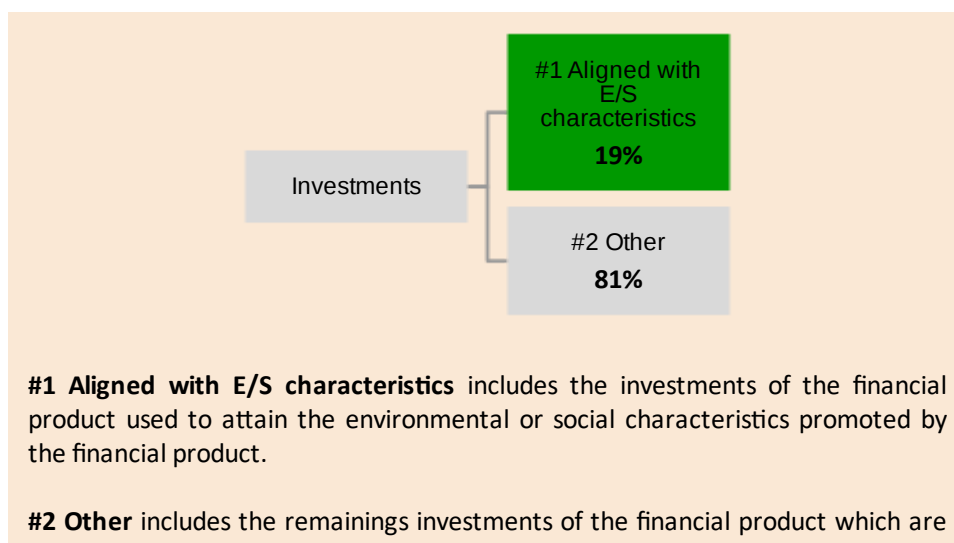 #1 Aligned with
E/S
characteristics
19%
Investments
#2 Other
81%
#1 Aligned with E/S characteristics includes the investments of the financial
product used to attain the environmental or social characteristics promoted by
the financial product.
#2 Other includes the remainings investments of the financial product which are